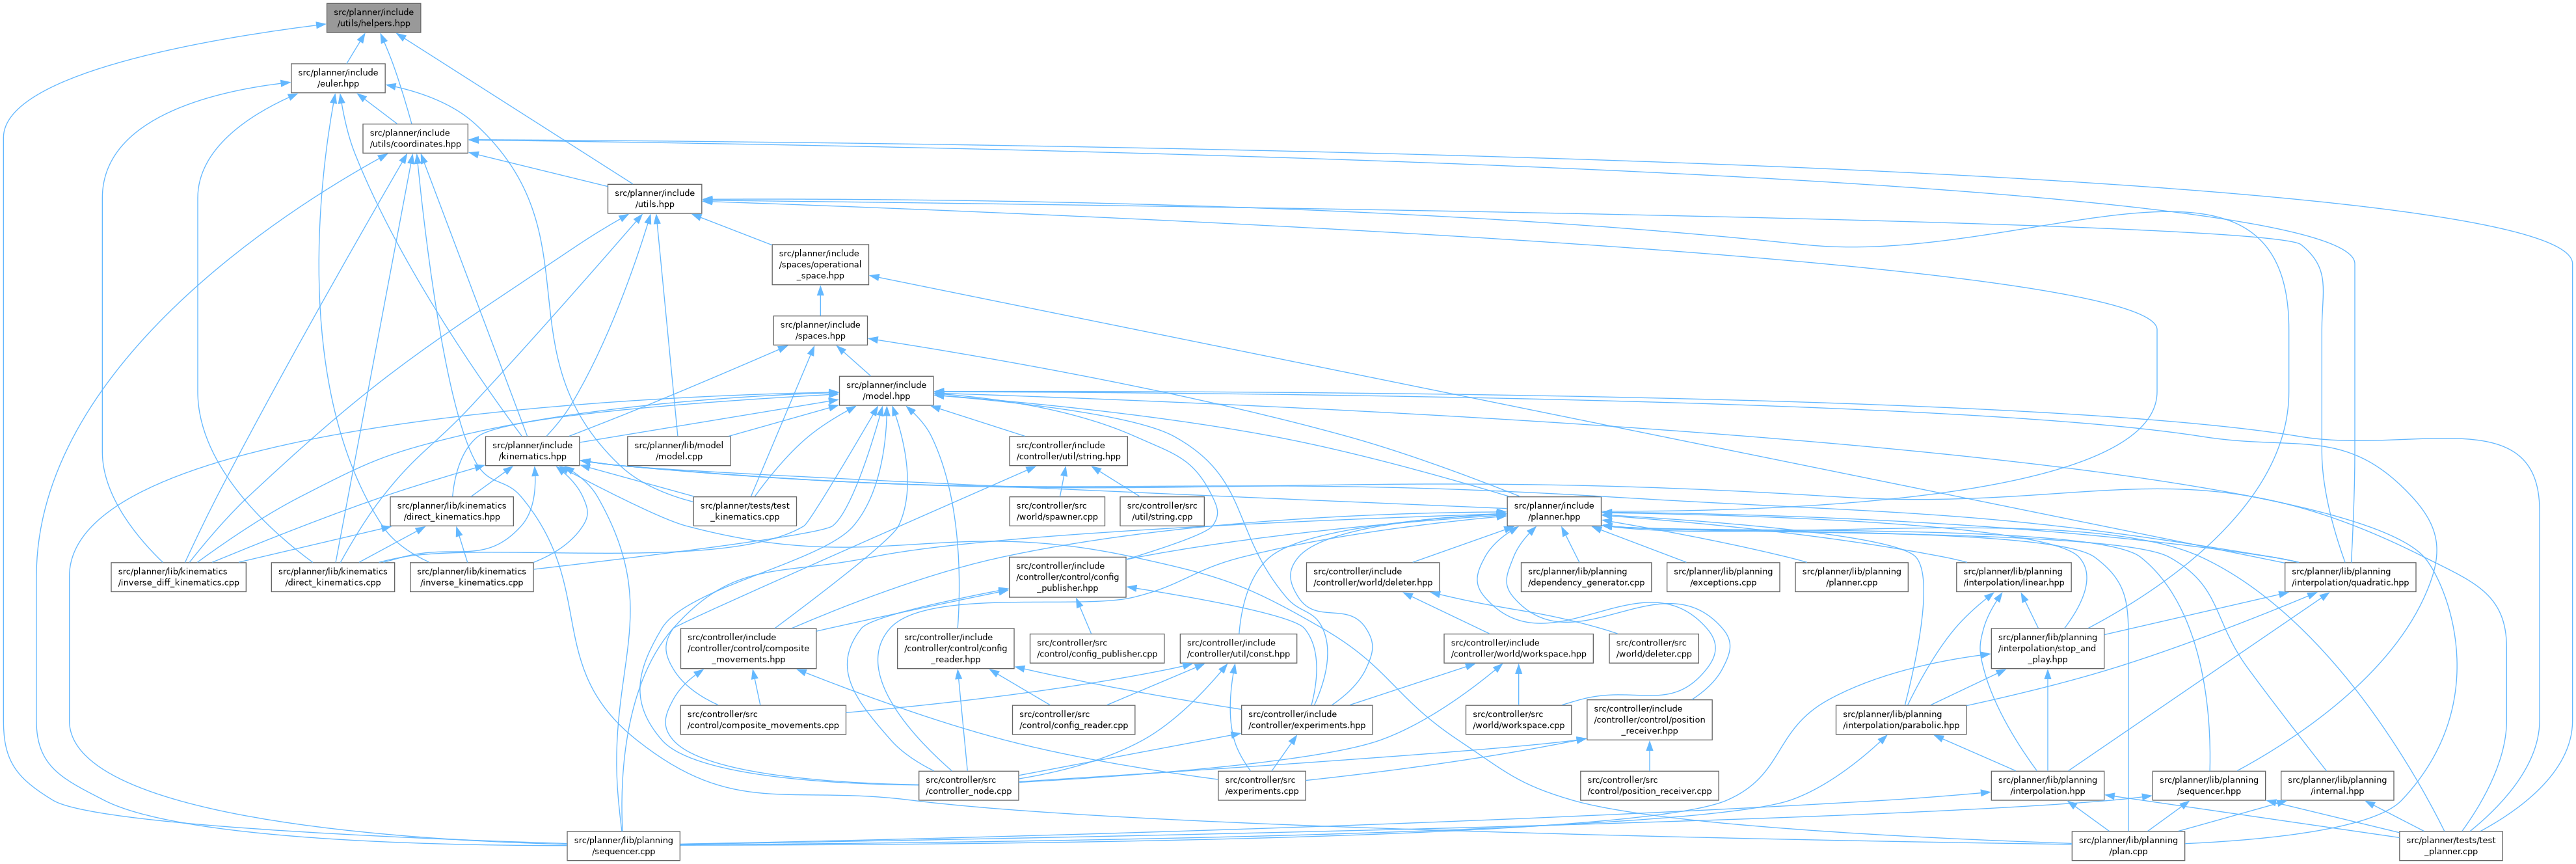 src/planner/include
/utils/helpers.hpp
src/planner/include
/euler.hpp
src/planner/include
/utils/coordinates.hpp
src/planner/include
/utils.hpp
src/planner/include
/spaces/operational
_space.hpp
src/planner/include
/spaces.hpp
src/planner/include
/model.hpp
src/planner/include
/kinematics.hpp
src/planner/lib/model
/model.cpp
src/controller/include
/controller/util/string.hpp
src/planner/lib/kinematics
/direct_kinematics.hpp
src/planner/tests/test
_kinematics.cpp
src/controller/src
/world/spawner.cpp
src/controller/src
/util/string.cpp
src/planner/include
/planner.hpp
src/planner/lib/kinematics
/inverse_diff_kinematics.cpp
src/planner/lib/kinematics
/direct_kinematics.cpp
src/planner/lib/kinematics
/inverse_kinematics.cpp
src/controller/include
/controller/control/config
_publisher.hpp
src/controller/include
/controller/world/deleter.hpp
src/planner/lib/planning
/dependency_generator.cpp
src/planner/lib/planning
/exceptions.cpp
src/planner/lib/planning
/planner.cpp
src/planner/lib/planning
/interpolation/linear.hpp
src/planner/lib/planning
/interpolation/quadratic.hpp
src/controller/include
/controller/control/composite
_movements.hpp
src/controller/include
/controller/control/config
_reader.hpp
src/controller/src
/control/config_publisher.cpp
src/controller/include
/controller/util/const.hpp
src/controller/include
/controller/world/workspace.hpp
src/controller/src
/world/deleter.cpp
src/planner/lib/planning
/interpolation/stop_and
_play.hpp
src/controller/src
/control/composite_movements.cpp
src/controller/src
/control/config_reader.cpp
src/controller/include
/controller/experiments.hpp
src/controller/src
/world/workspace.cpp
src/controller/include
/controller/control/position
_receiver.hpp
src/planner/lib/planning
/interpolation/parabolic.hpp
src/controller/src
/controller_node.cpp
src/controller/src
/experiments.cpp
src/controller/src
/control/position_receiver.cpp
src/planner/lib/planning
/interpolation.hpp
src/planner/lib/planning
/sequencer.hpp
src/planner/lib/planning
/internal.hpp
src/planner/lib/planning
/sequencer.cpp
src/planner/lib/planning
/plan.cpp
src/planner/tests/test
_planner.cpp